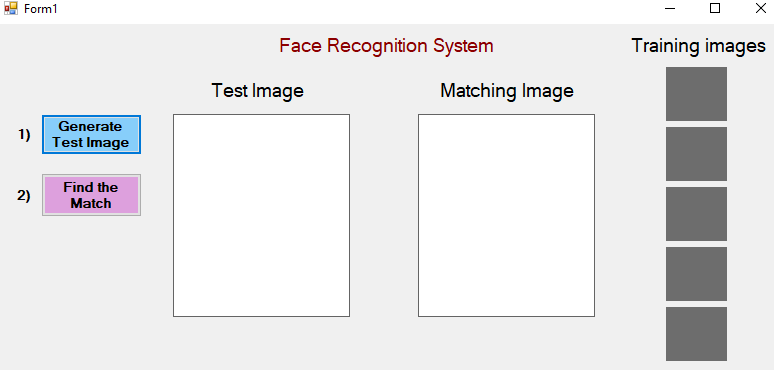 Form1
Face Recognition System
Training images
Test Image
Matching Image
1)
Generate
Test Image
2)
Find the
Match